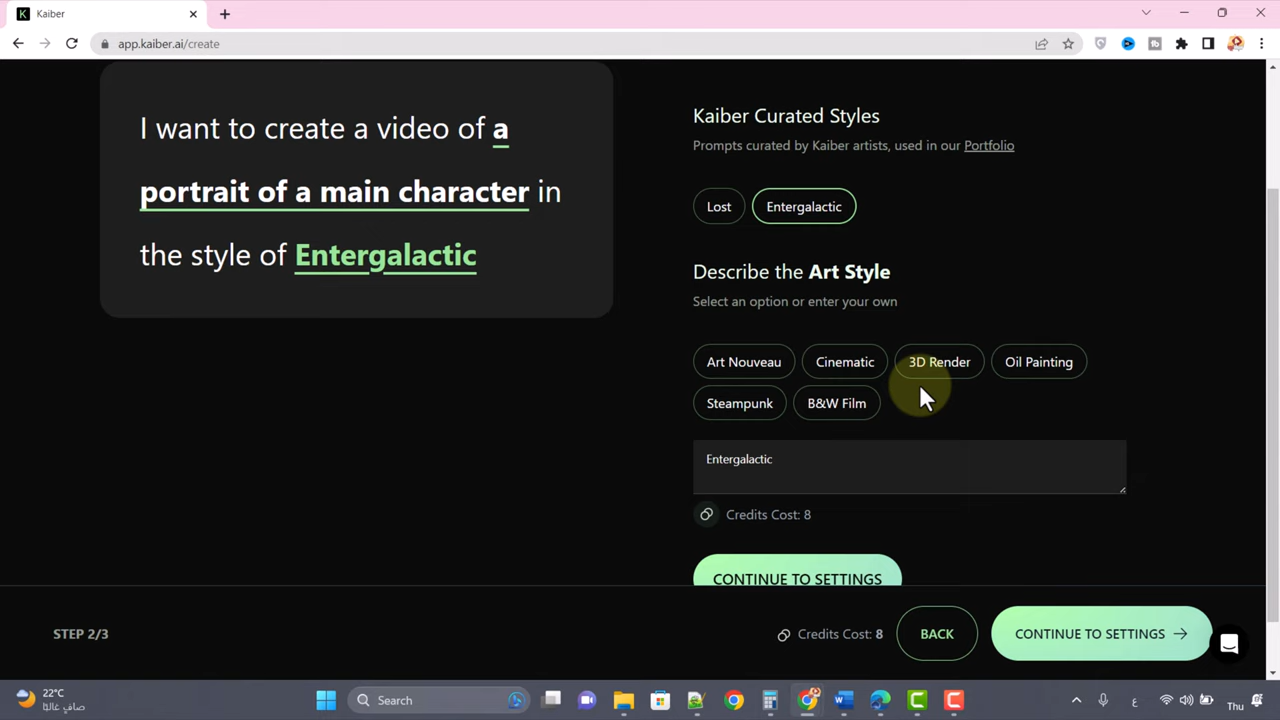 Kaiber
app.kaiber.ai/create
I want to create a video of a
portrait of a main character in
the style of Entergalactic
Kaiber Curated Styles
Prompts curated by Kaiber artists, used in our Portfolio
Lost
Entergalactic
Describe the Art Style
Select an option or enter your own
Art Nouveau
Cinematic
3D Render
Oil Painting
Steampunk
B&W Film
Entergalactic
Credits Cost: 8
CONTINUE TO SETTINGS
STEP 2/3
Credits Cost: 8
BACK
CONTINUE TO SETTINGS
22°C
صافٍ غالبًا
Search
ع
Thu